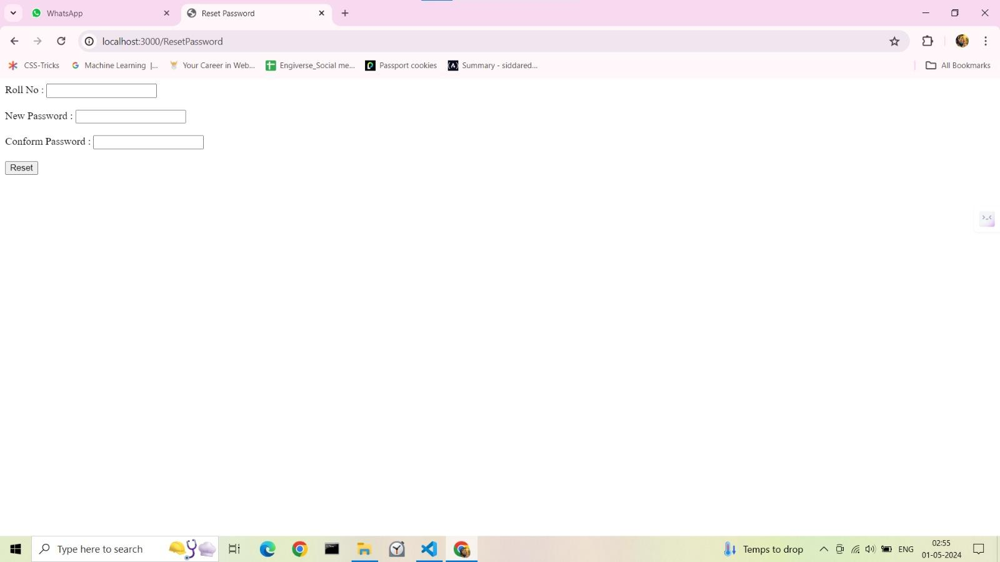 WhatsApp
Reset Password
localhost:3000/ResetPassword
CSS-Tricks
Machine Learning |...
Your Career in Web...
Engiverse_Social me...
Passport cookies
Summary - siddared...
All Bookmarks
Roll No :
New Password :
Conform Password :
Reset
Type here to search
Temps to drop
ENG
02:55
01-05-2024